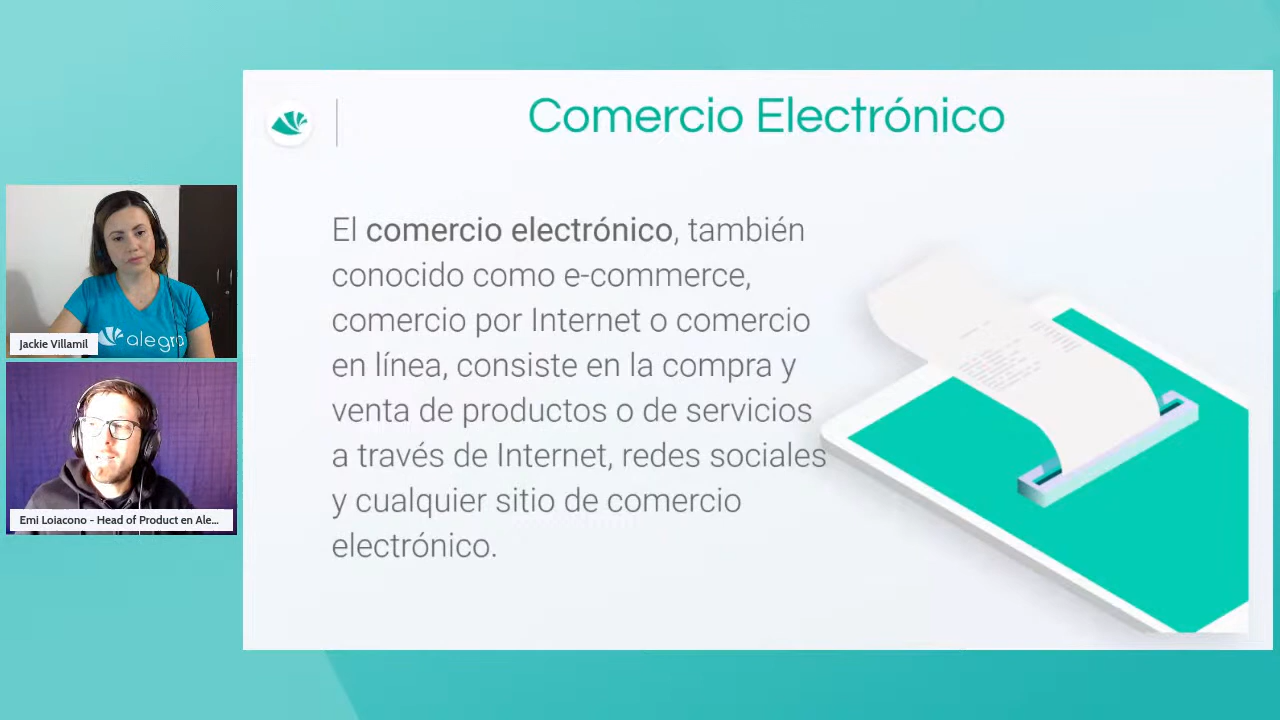 Comercio Electrónico
El comercio electrónico, también
conocido como e-commerce,
comercio por Internet o comercio
en línea, consiste en la compra y
venta de productos o de servicios
a través de Internet, redes sociales
y cualquier sitio de comercio
electrónico.
alegra
Jackie Villamil
Emi Loiacono - Head of Product en Ale...